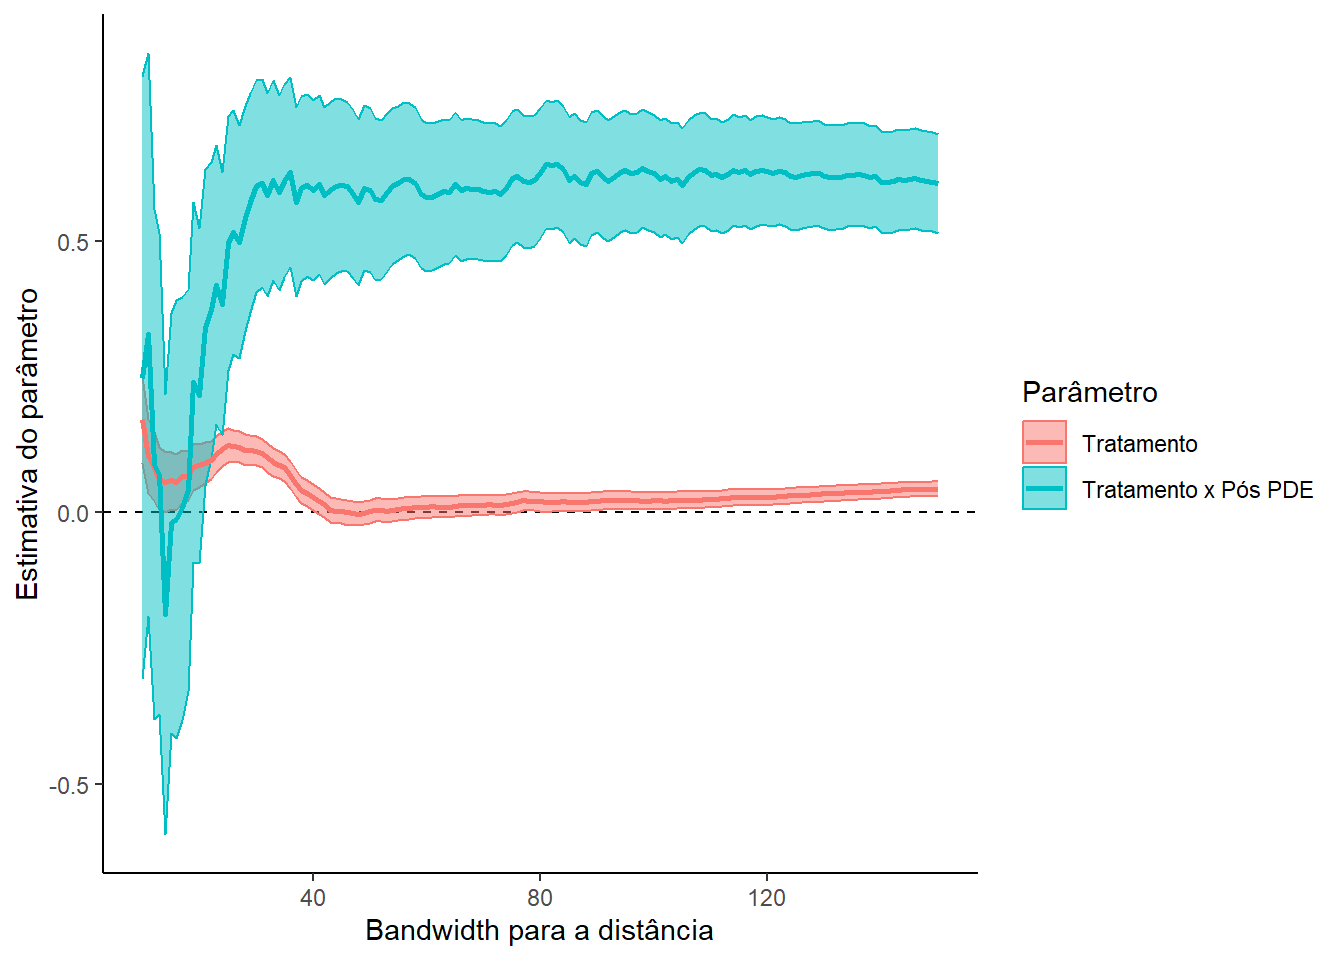 Estimativa do parâmetro
0.5
0.0
-0.5
40
80
120
Bandwidth para a distância
Parâmetro
Tratamento
Tratamento x Pós PDE